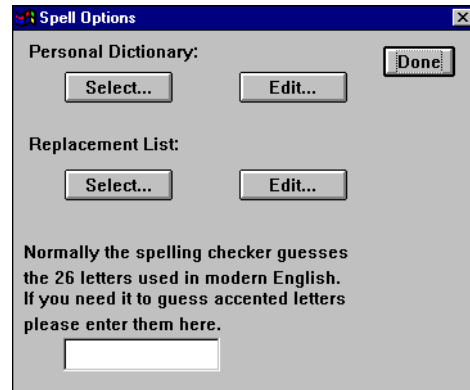 Spell Options
Personal Dictionary:
Done
Select... Edit...
Replacement List:
Select... Edit...
Normally the spelling checker guesses
the 26 letters used in modern English.
If you need it to guess accented letters
please enter them here.